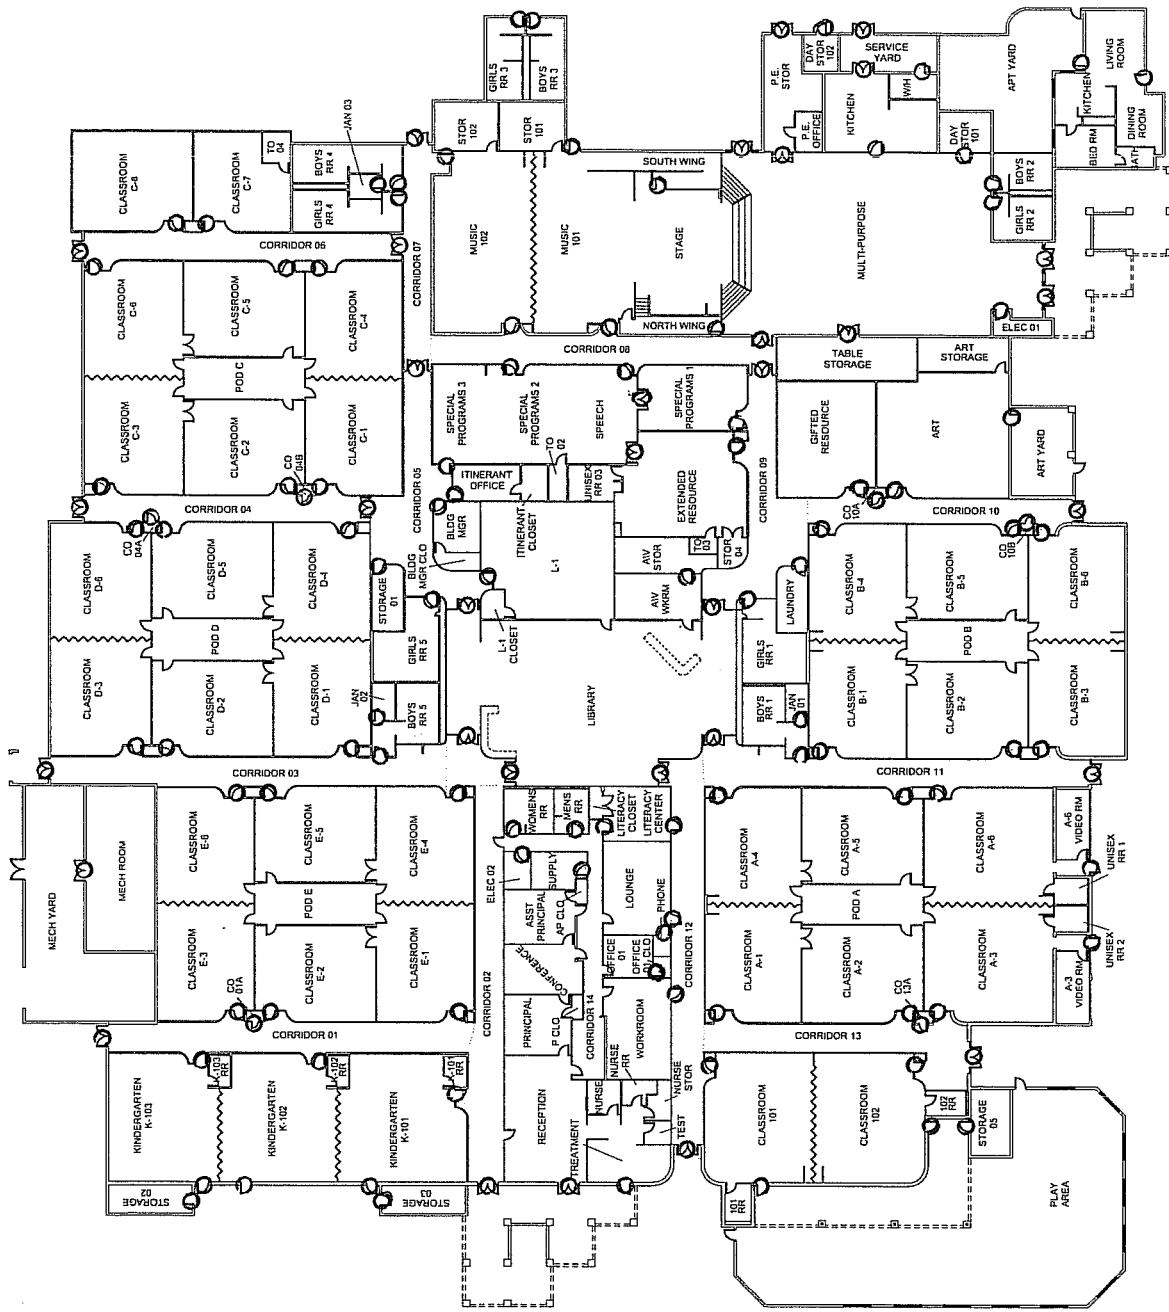 GIRLS
RR 3
BOYS
RR 3
STOR
102
STOR
101
JAN 03
CLASSROOM
C-8
CLASSROOM
C-7
TO
04
BOYS
RR 4
GIRLS
RR 4
CORRIDOR 06
CORRIDOR 07
P.E.
STOR
DAY
STOR
102
SERVICE
YARD
P.E.
OFFICE
KITCHEN
W/H
DAY
STOR
101
APT YARD
LIVING
ROOM
KITCHEN
DINING
ROOM
BED RM
BATH
BOYS
RR 2
GIRLS
RR 2
SOUTH WING
STAGE
NORTH WING
MUSIC
102
MUSIC
101
MULTI-PURPOSE
ELEC 01
CLASSROOM
C-6
CLASSROOM
C-5
CLASSROOM
C-4
POD C
CLASSROOM
C-3
CLASSROOM
C-2
CLASSROOM
C-1
CO
04B
CORRIDOR 08
SPECIAL
PROGRAMS 3
SPECIAL
PROGRAMS 2
SPEECH
SPECIAL
PROGRAMS 1
TABLE
STORAGE
ART
STORAGE
GIFTED
RESOURCE
ART
ART YARD
ITINERANT
OFFICE
TO
02
UNISEX
RR 03
ITINERANT
CLOSET
EXTENDED
RESOURCE
CORRIDOR 04
CORRIDOR 05
CORRIDOR 09
CORRIDOR 10
CO
04A
CO
10A
CO
10B
BLDG
MGR
BLDG
MGR CLO
L-1
L-1
CLOSET
A\V
STOR
TO
03
STOR
04
A\V
WKRM
CLASSROOM
D-6
CLASSROOM
D-5
CLASSROOM
D-4
POD D
CLASSROOM
D-3
CLASSROOM
D-2
CLASSROOM
D-1
STORAGE
01
GIRLS
RR 5
JAN
02
BOYS
RR 5
LIBRARY
LAUNDRY
GIRLS
RR 1
BOYS
RR 1
JAN
01
CLASSROOM
B-4
CLASSROOM
B-5
CLASSROOM
B-6
POD B
CLASSROOM
B-1
CLASSROOM
B-2
CLASSROOM
B-3
CORRIDOR 03
CORRIDOR 11
MECH YARD
MECH ROOM
CLASSROOM
E-6
CLASSROOM
E-5
CLASSROOM
E-4
POD E
CLASSROOM
E-3
CLASSROOM
E-2
CLASSROOM
E-1
CO
01A
CORRIDOR 02
WOMENS
RR
MENS
RR
LITERACY
CLOSET
LITERACY
CENTER
ELEC 02
SUPPLY
ASST
PRINCIPAL
AP CLO
CONFERENCE
LOUNGE
PHONE
OFFICE
01
OFFICE
01 CLO
PRINCIPAL
P CLO
CORRIDOR 14
WORKROOM
CORRIDOR 12
CLASSROOM
A-4
CLASSROOM
A-5
CLASSROOM
A-6
A-6
VIDEO RM
POD A
UNISEX
RR 1
UNISEX
RR 2
CLASSROOM
A-1
CLASSROOM
A-2
CLASSROOM
A-3
A-3
VIDEO RM
CO
13A
CORRIDOR 01
CORRIDOR 13
KINDERGARTEN
K-103
K-103
RR
KINDERGARTEN
K-102
K-102
RR
KINDERGARTEN
K-101
K-101
RR
STORAGE
02
STORAGE
03
RECEPTION
NURSE
NURSE
RR
TREATMENT
TEST
NURSE
STOR
CLASSROOM
101
CLASSROOM
102
101
RR
102
RR
STORAGE
05
PLAY
AREA